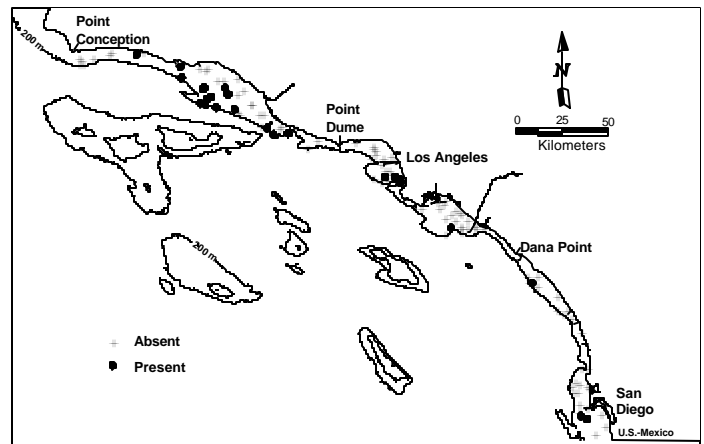 Point
Conception
200 m
N
Point
Dume
0 25 50
Kilometers
Los Angeles
Dana Point
200 m
Absent
Present
San
Diego
U.S.-Mexico